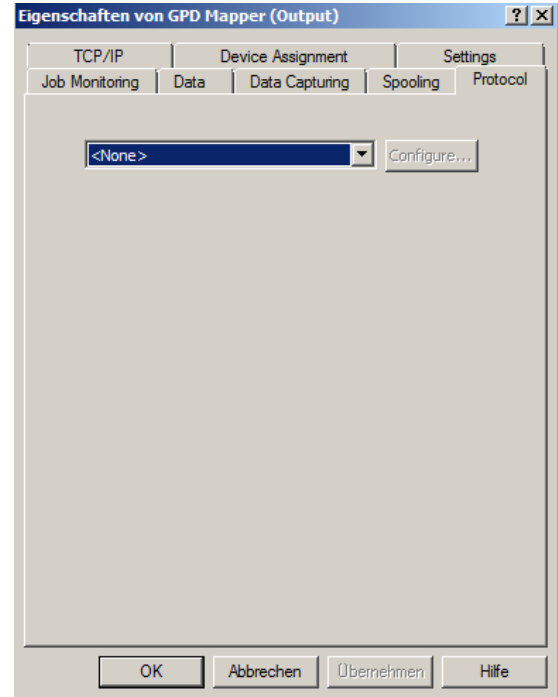 Eigenschaften von GPD Mapper (Output)
TCP/IP Device Assignment Settings
Job Monitoring Data Data Capturing Spooling Protocol
<None> Configure...
OK Abbrechen Übernehmen Hilfe